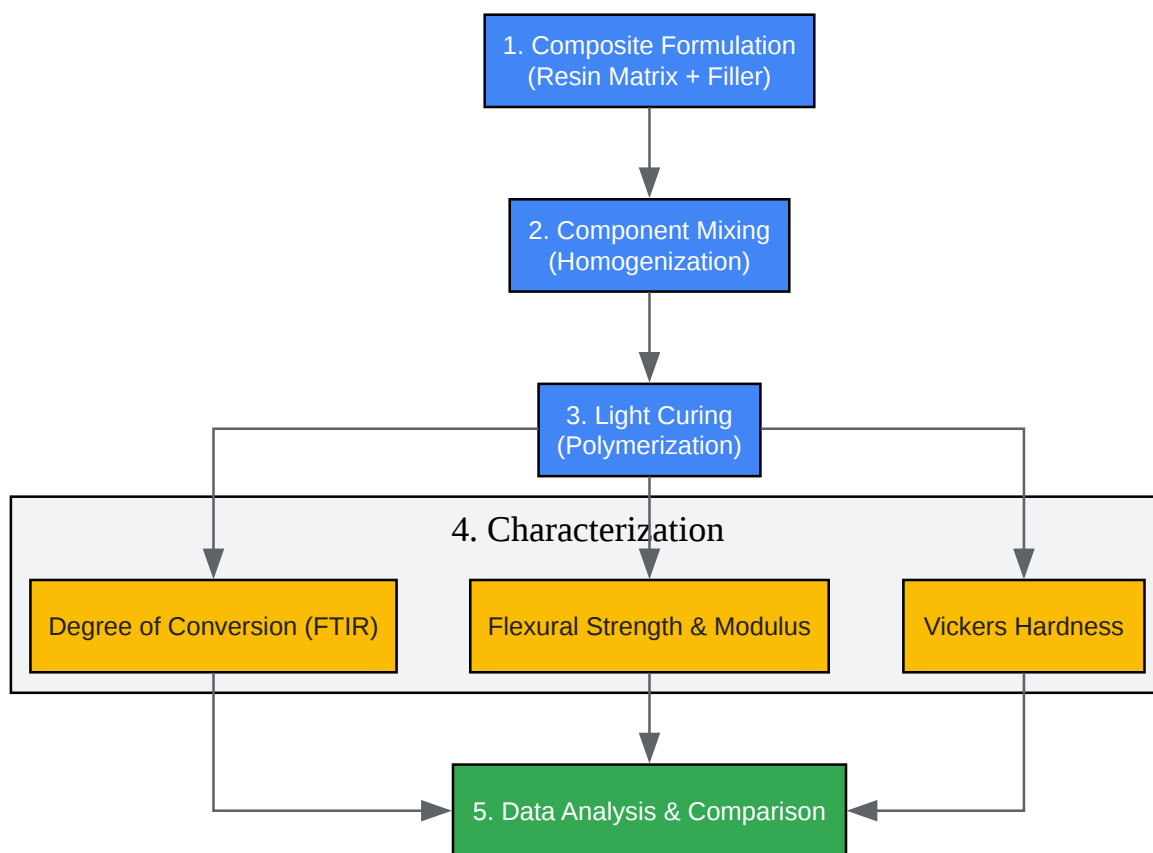 1. Composite Formulation
(Resin Matrix + Filler)
2. Component Mixing
(Homogenization)
3. Light Curing
(Polymerization)
4. Characterization
Degree of Conversion (FTIR)
Flexural Strength & Modulus
Vickers Hardness
5. Data Analysis & Comparison